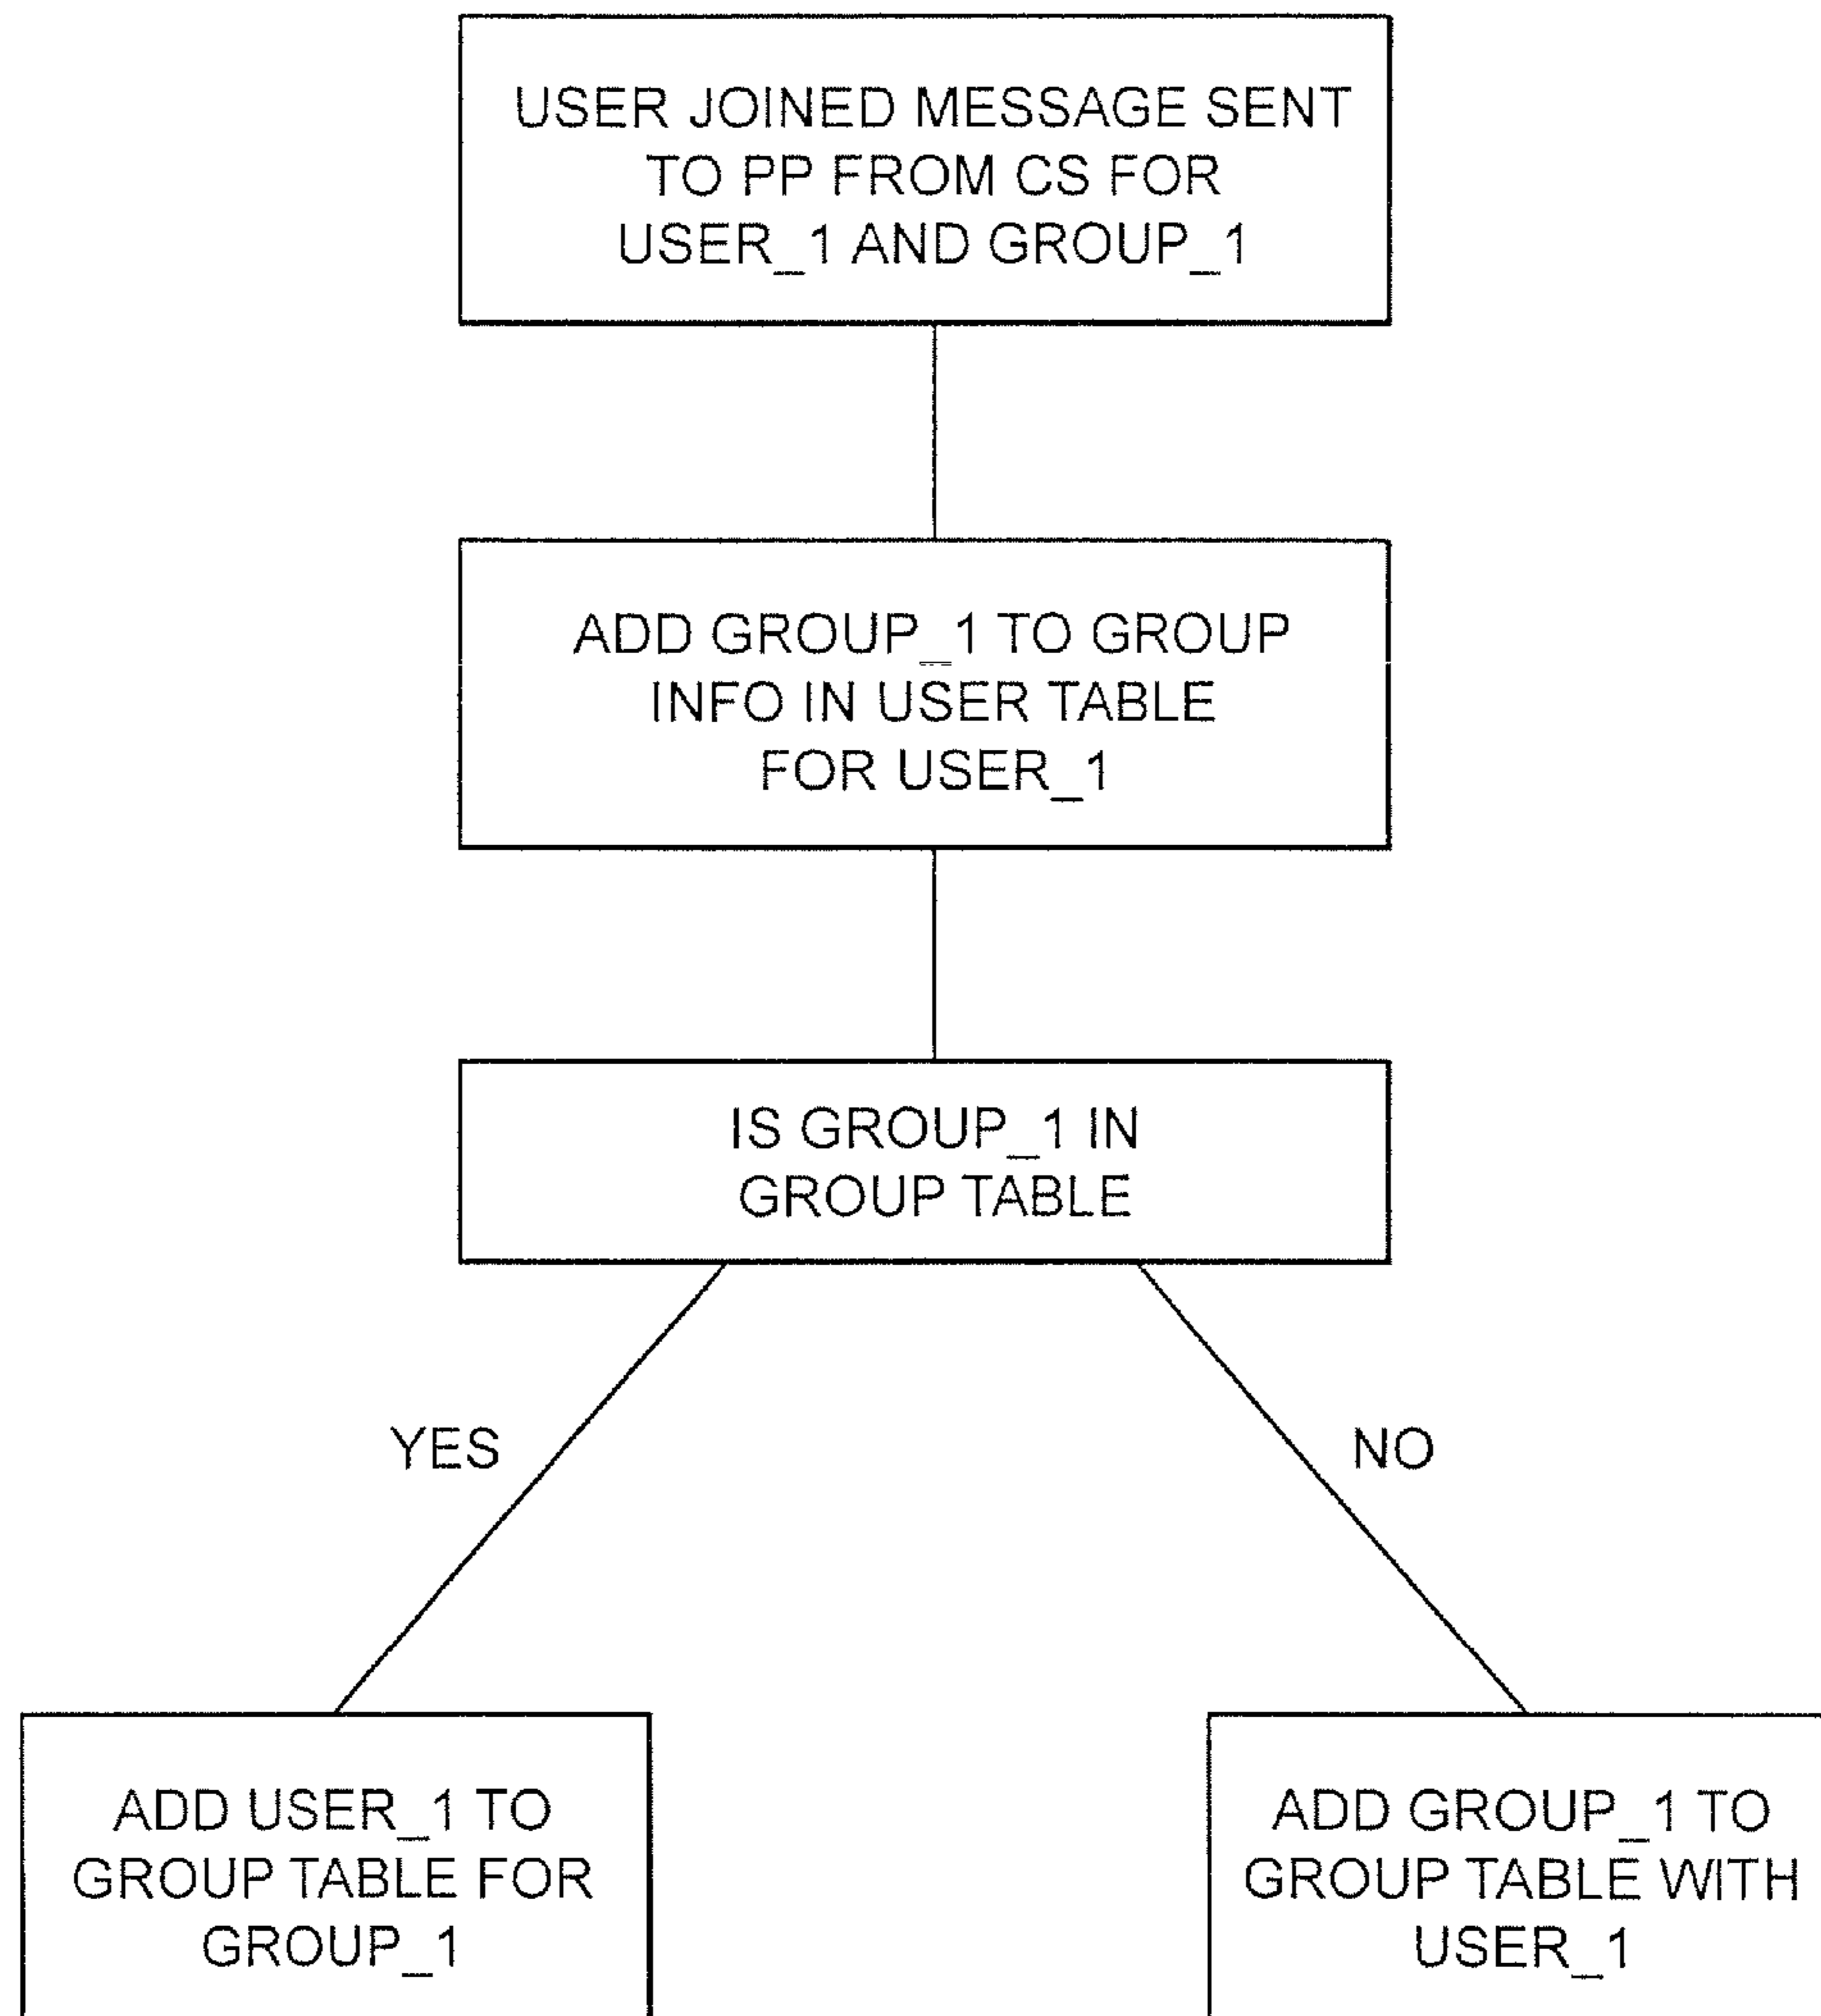 USER JOINED MESSAGE SENT
TO PP FROM CS FOR
USER_1 AND GROUP_1
ADD GROUP_1 TO GROUP
INFO IN USER TABLE
FOR USER_1
IS GROUP_1 IN
GROUP TABLE
YES
NO
ADD USER_1 TO
GROUP TABLE FOR
GROUP_1
ADD GROUP_1 TO
GROUP TABLE WITH
USER_1